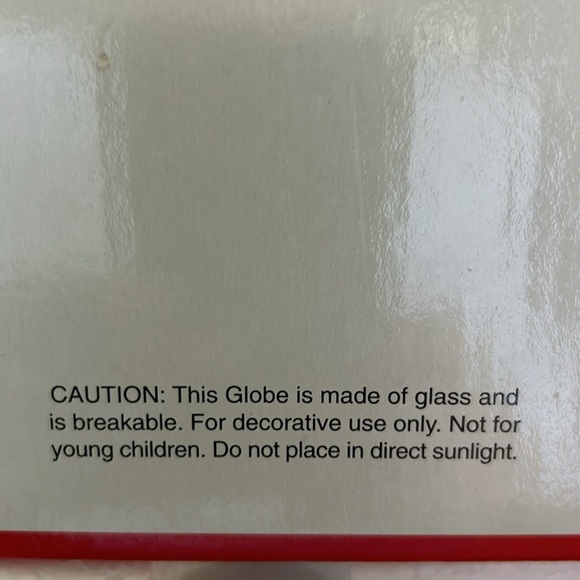 CAUTION: This Globe is made of glass and
is breakable. For decorative use only. Not for
young children. Do not place in direct sunlight.